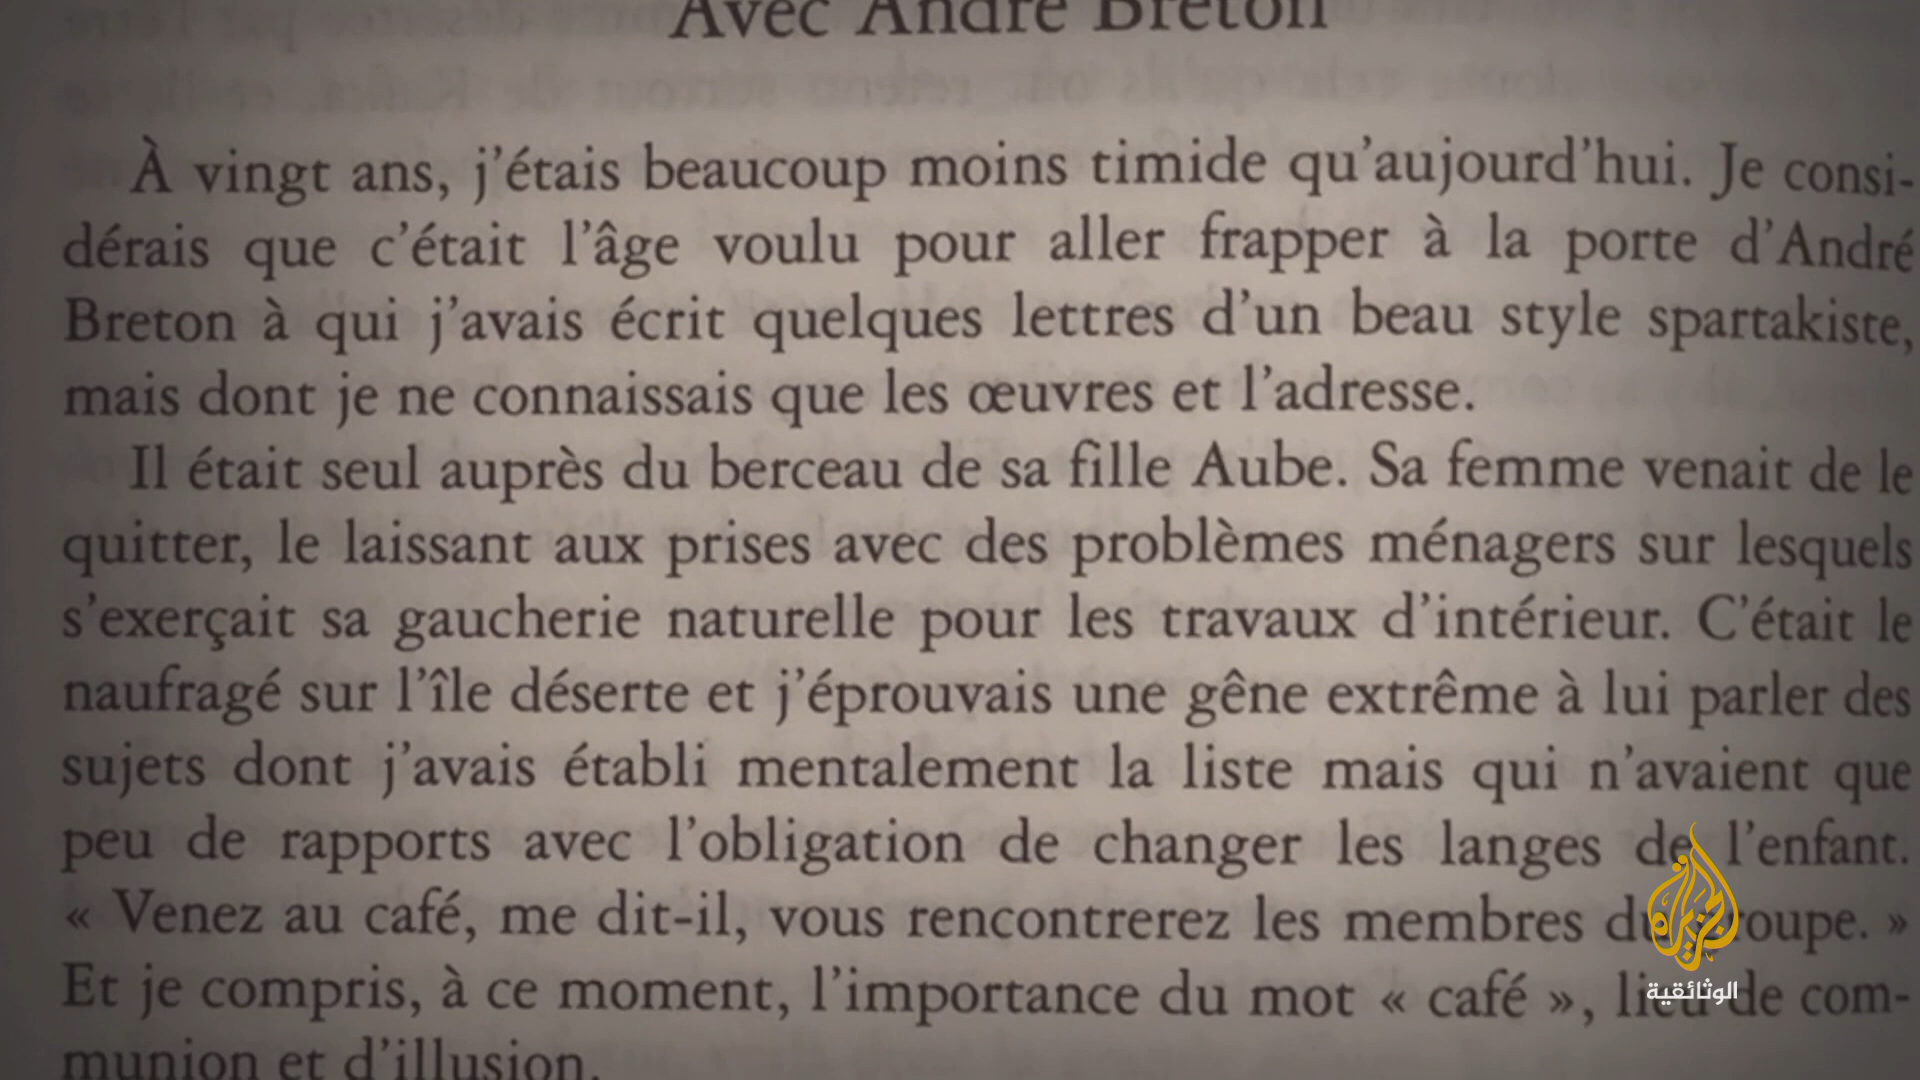 Avec André Breton
À vingt ans, j'étais beaucoup moins timide qu'aujourd'hui. Je consi-
dérais que c'était l'âge voulu pour aller frapper à la porte d'André
Breton à qui j'avais écrit quelques lettres d'un beau style spartakiste,
mais dont je ne connaissais que les œuvres et l'adresse.
Il était seul auprès du berceau de sa fille Aube. Sa femme venait de le
quitter, le laissant aux prises avec des problèmes ménagers sur lesquels
s'exerçait sa gaucherie naturelle pour les travaux d'intérieur. C'était le
naufragé sur l'île déserte et j'éprouvais une gêne extrême à lui parler des
sujets dont j'avais établi mentalement la liste mais qui n'avaient que
peu de rapports avec l'obligation de changer les langes de l'enfant.
« Venez au café, me dit-il, vous rencontrerez les membres du groupe. »
Et je compris, à ce moment, l'importance du mot « café », lieu de com-
munion et d'illusion.
الجزيرة
الوثائقية